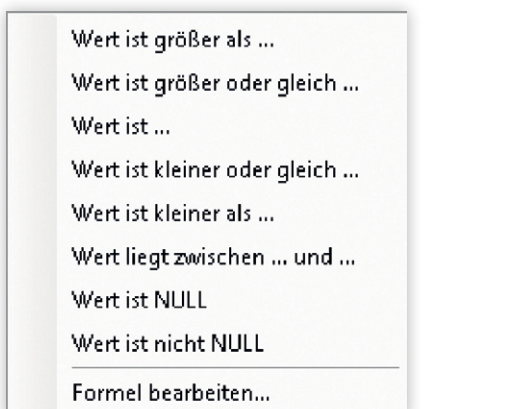 Wert ist größer als ...
Wert ist größer oder gleich ...
Wert ist ...
Wert ist kleiner oder gleich ...
Wert ist kleiner als ...
Wert liegt zwischen ... und ...
Wert ist NULL
Wert ist nicht NULL
Formel bearbeiten...